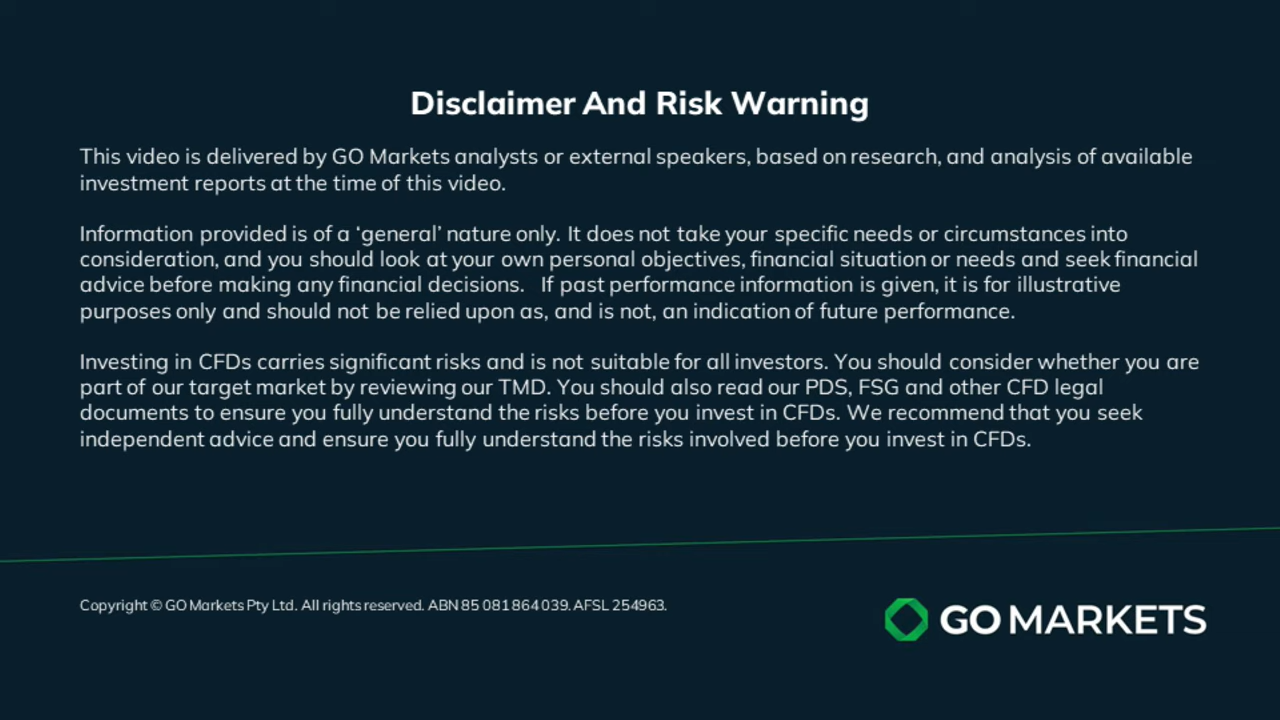 Disclaimer And Risk Warning
This video is delivered by GO Markets analysts or external speakers, based on research, and analysis of available
investment reports at the time of this video.
Information provided is of a ‘general’ nature only. It does not take your specific needs or circumstances into
consideration, and you should look at your own personal objectives, financial situation or needs and seek financial
advice before making any financial decisions. If past performance information is given, it is for illustrative
purposes only and should not be relied upon as, and is not, an indication of future performance.
Investing in CFDs carries significant risks and is not suitable for all investors. You should consider whether you are
part of our target market by reviewing our TMD. You should also read our PDS, FSG and other CFD legal
documents to ensure you fully understand the risks before you invest in CFDs. We recommend that you seek
independent advice and ensure you fully understand the risks involved before you invest in CFDs.
Copyright © GO Markets Pty Ltd. All rights reserved. ABN 85 081 864 039. AFSL 254963.
GO MARKETS